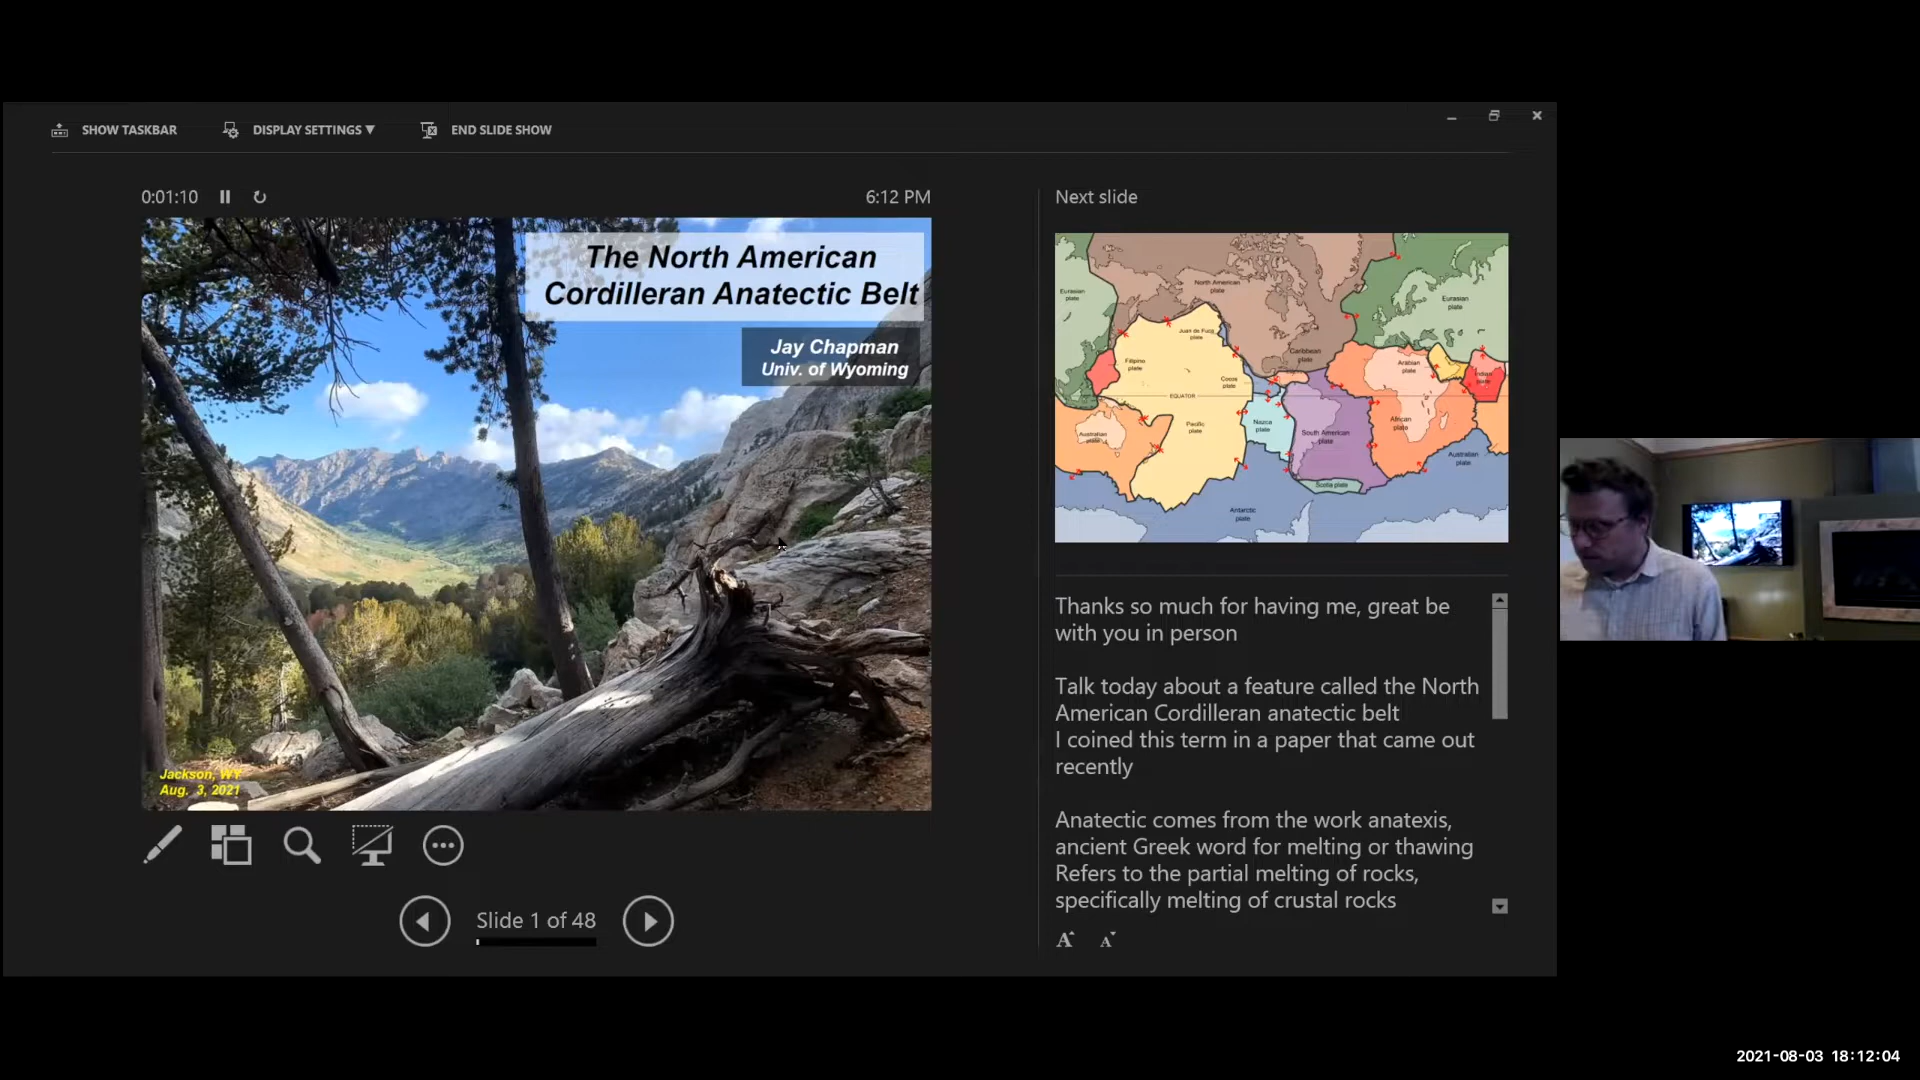 SHOW TASKBAR
DISPLAY SETTINGS ▼
END SLIDE SHOW
0:01:10
6:12 PM
The North American
Cordilleran Anatectic Belt
Jay Chapman
Univ. of Wyoming
Jackson, WY
Aug. 3, 2021
Slide 1 of 48
Next slide
Eurasian
plate
North American
plate
Eurasian
plate
Juan de Fuca
plate
Filipino
plate
Caribbean
plate
Arabian
plate
Indian
plate
Cocos
plate
EQUATOR
Pacific
plate
Nazca
plate
South American
plate
African
plate
Australian
plate
Australian
plate
Scotia plate
Antarctic
plate
Thanks so much for having me, great be
with you in person
Talk today about a feature called the North
American Cordilleran anatectic belt
I coined this term in a paper that came out
recently
Anatectic comes from the work anatexis,
ancient Greek word for melting or thawing
Refers to the partial melting of rocks,
specifically melting of crustal rocks
A A
2021-08-03 18:12:04